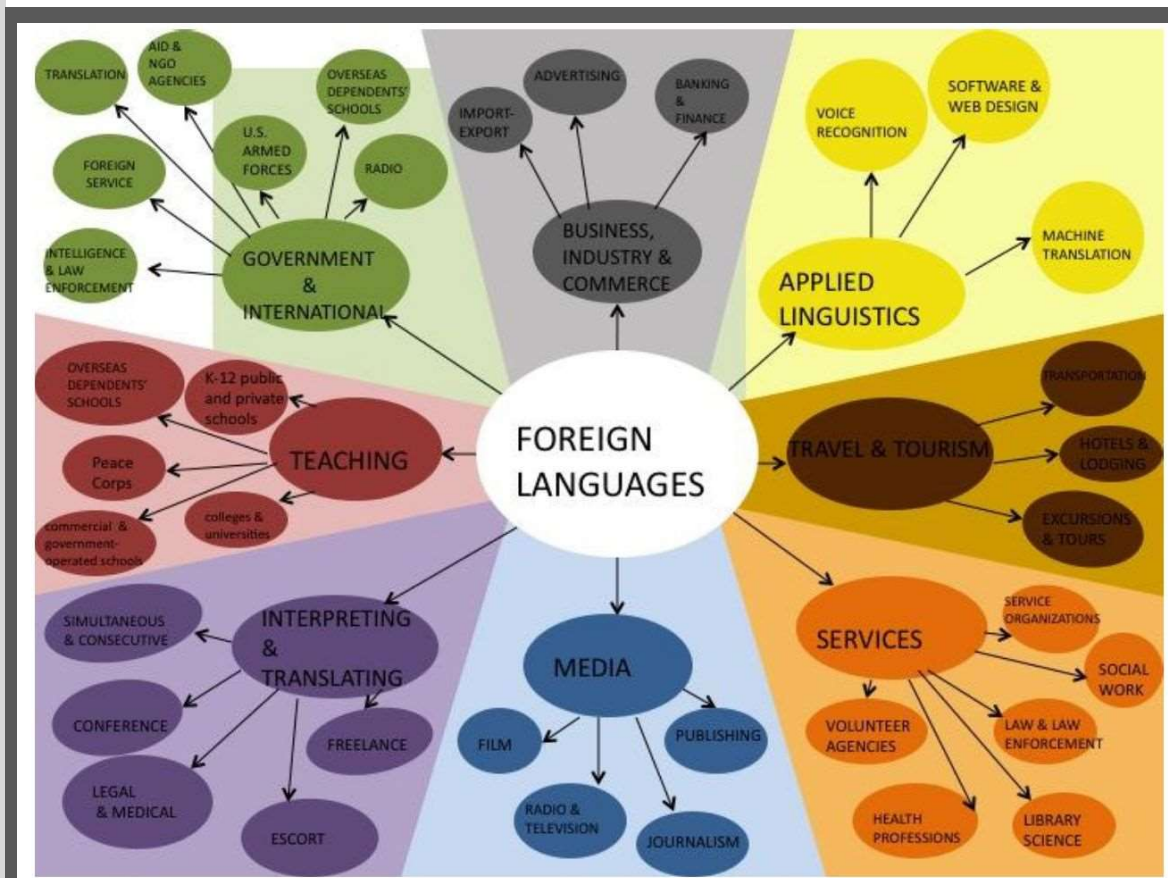 TRANSLATION
AID &
NGO
AGENCIES
OVERSEAS
DEPENDENTS'
SCHOOLS
U.S.
ARMED
FORCES
RADIO
FOREIGN
SERVICE
INTELLIGENCE
& LAW
ENFORCEMENT
GOVERNMENT
&
INTERNATIONAL
IMPORT-
EXPORT
ADVERTISING
BANKING
&
FINANCE
BUSINESS,
INDUSTRY &
COMMERCE
VOICE
RECOGNITION
SOFTWARE &
WEB DESIGN
MACHINE
TRANSLATION
APPLIED
LINGUISTICS
OVERSEAS
DEPENDENTS'
SCHOOLS
K-12 public
and private
schools
Peace
Corps
commercial &
government-
operated schools
colleges &
universities
TEACHING
FOREIGN
LANGUAGES
TRAVEL & TOURISM
TRANSPORTATION
HOTELS &
LODGING
EXCURSIONS
& TOURS
SIMULTANEOUS
& CONSECUTIVE
INTERPRETING
&
TRANSLATING
CONFERENCE
FREELANCE
LEGAL
& MEDICAL
ESCORT
MEDIA
FILM
PUBLISHING
RADIO &
TELEVISION
JOURNALISM
SERVICES
SERVICE
ORGANIZATIONS
SOCIAL
WORK
VOLUNTEER
AGENCIES
LAW & LAW
ENFORCEMENT
HEALTH
PROFESSIONS
LIBRARY
SCIENCE